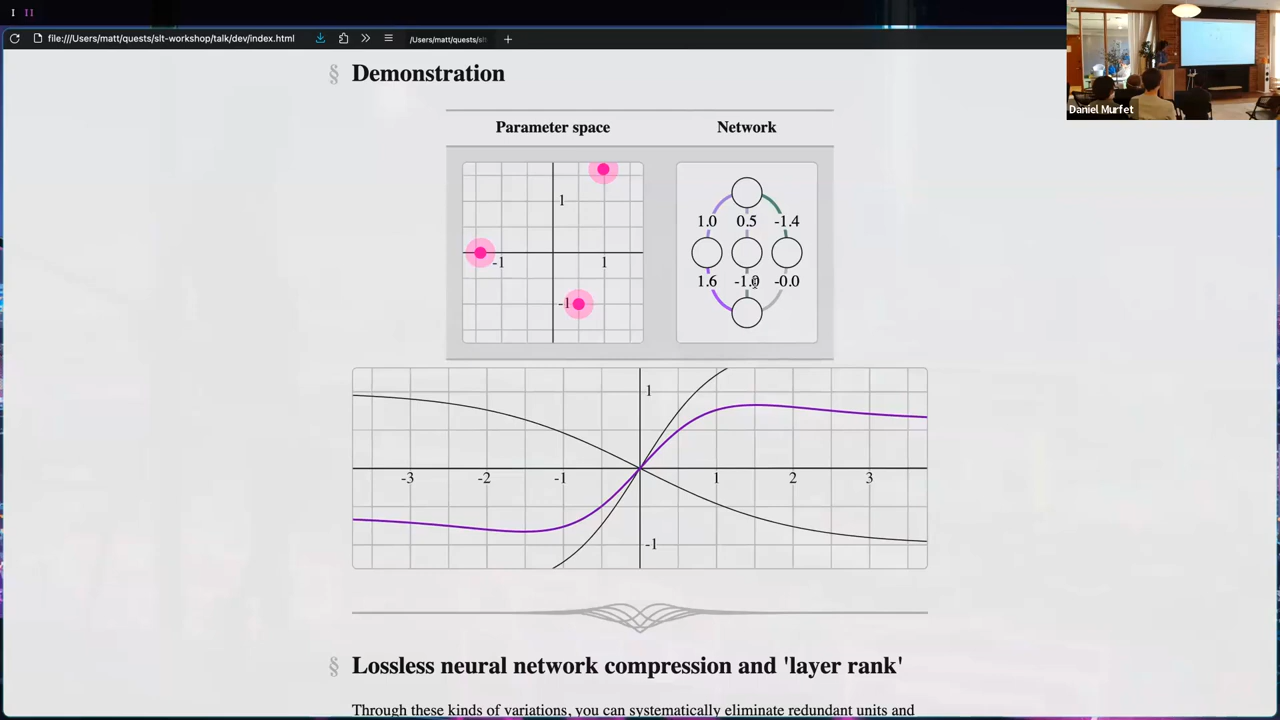 I II
file:///Users/matt/quests/slt-workshop/talk/dev/index.html
/Users/matt/quests/slt
Daniel Murfet
§ Demonstration
Parameter space
Network
1
-1 1
-1
1.0 0.5 -1.4
1.6 -1.0 -0.0
1
-3 -2 -1 1 2 3
-1
§ Lossless neural network compression and 'layer rank'
Through these kinds of variations, you can systematically eliminate redundant units and